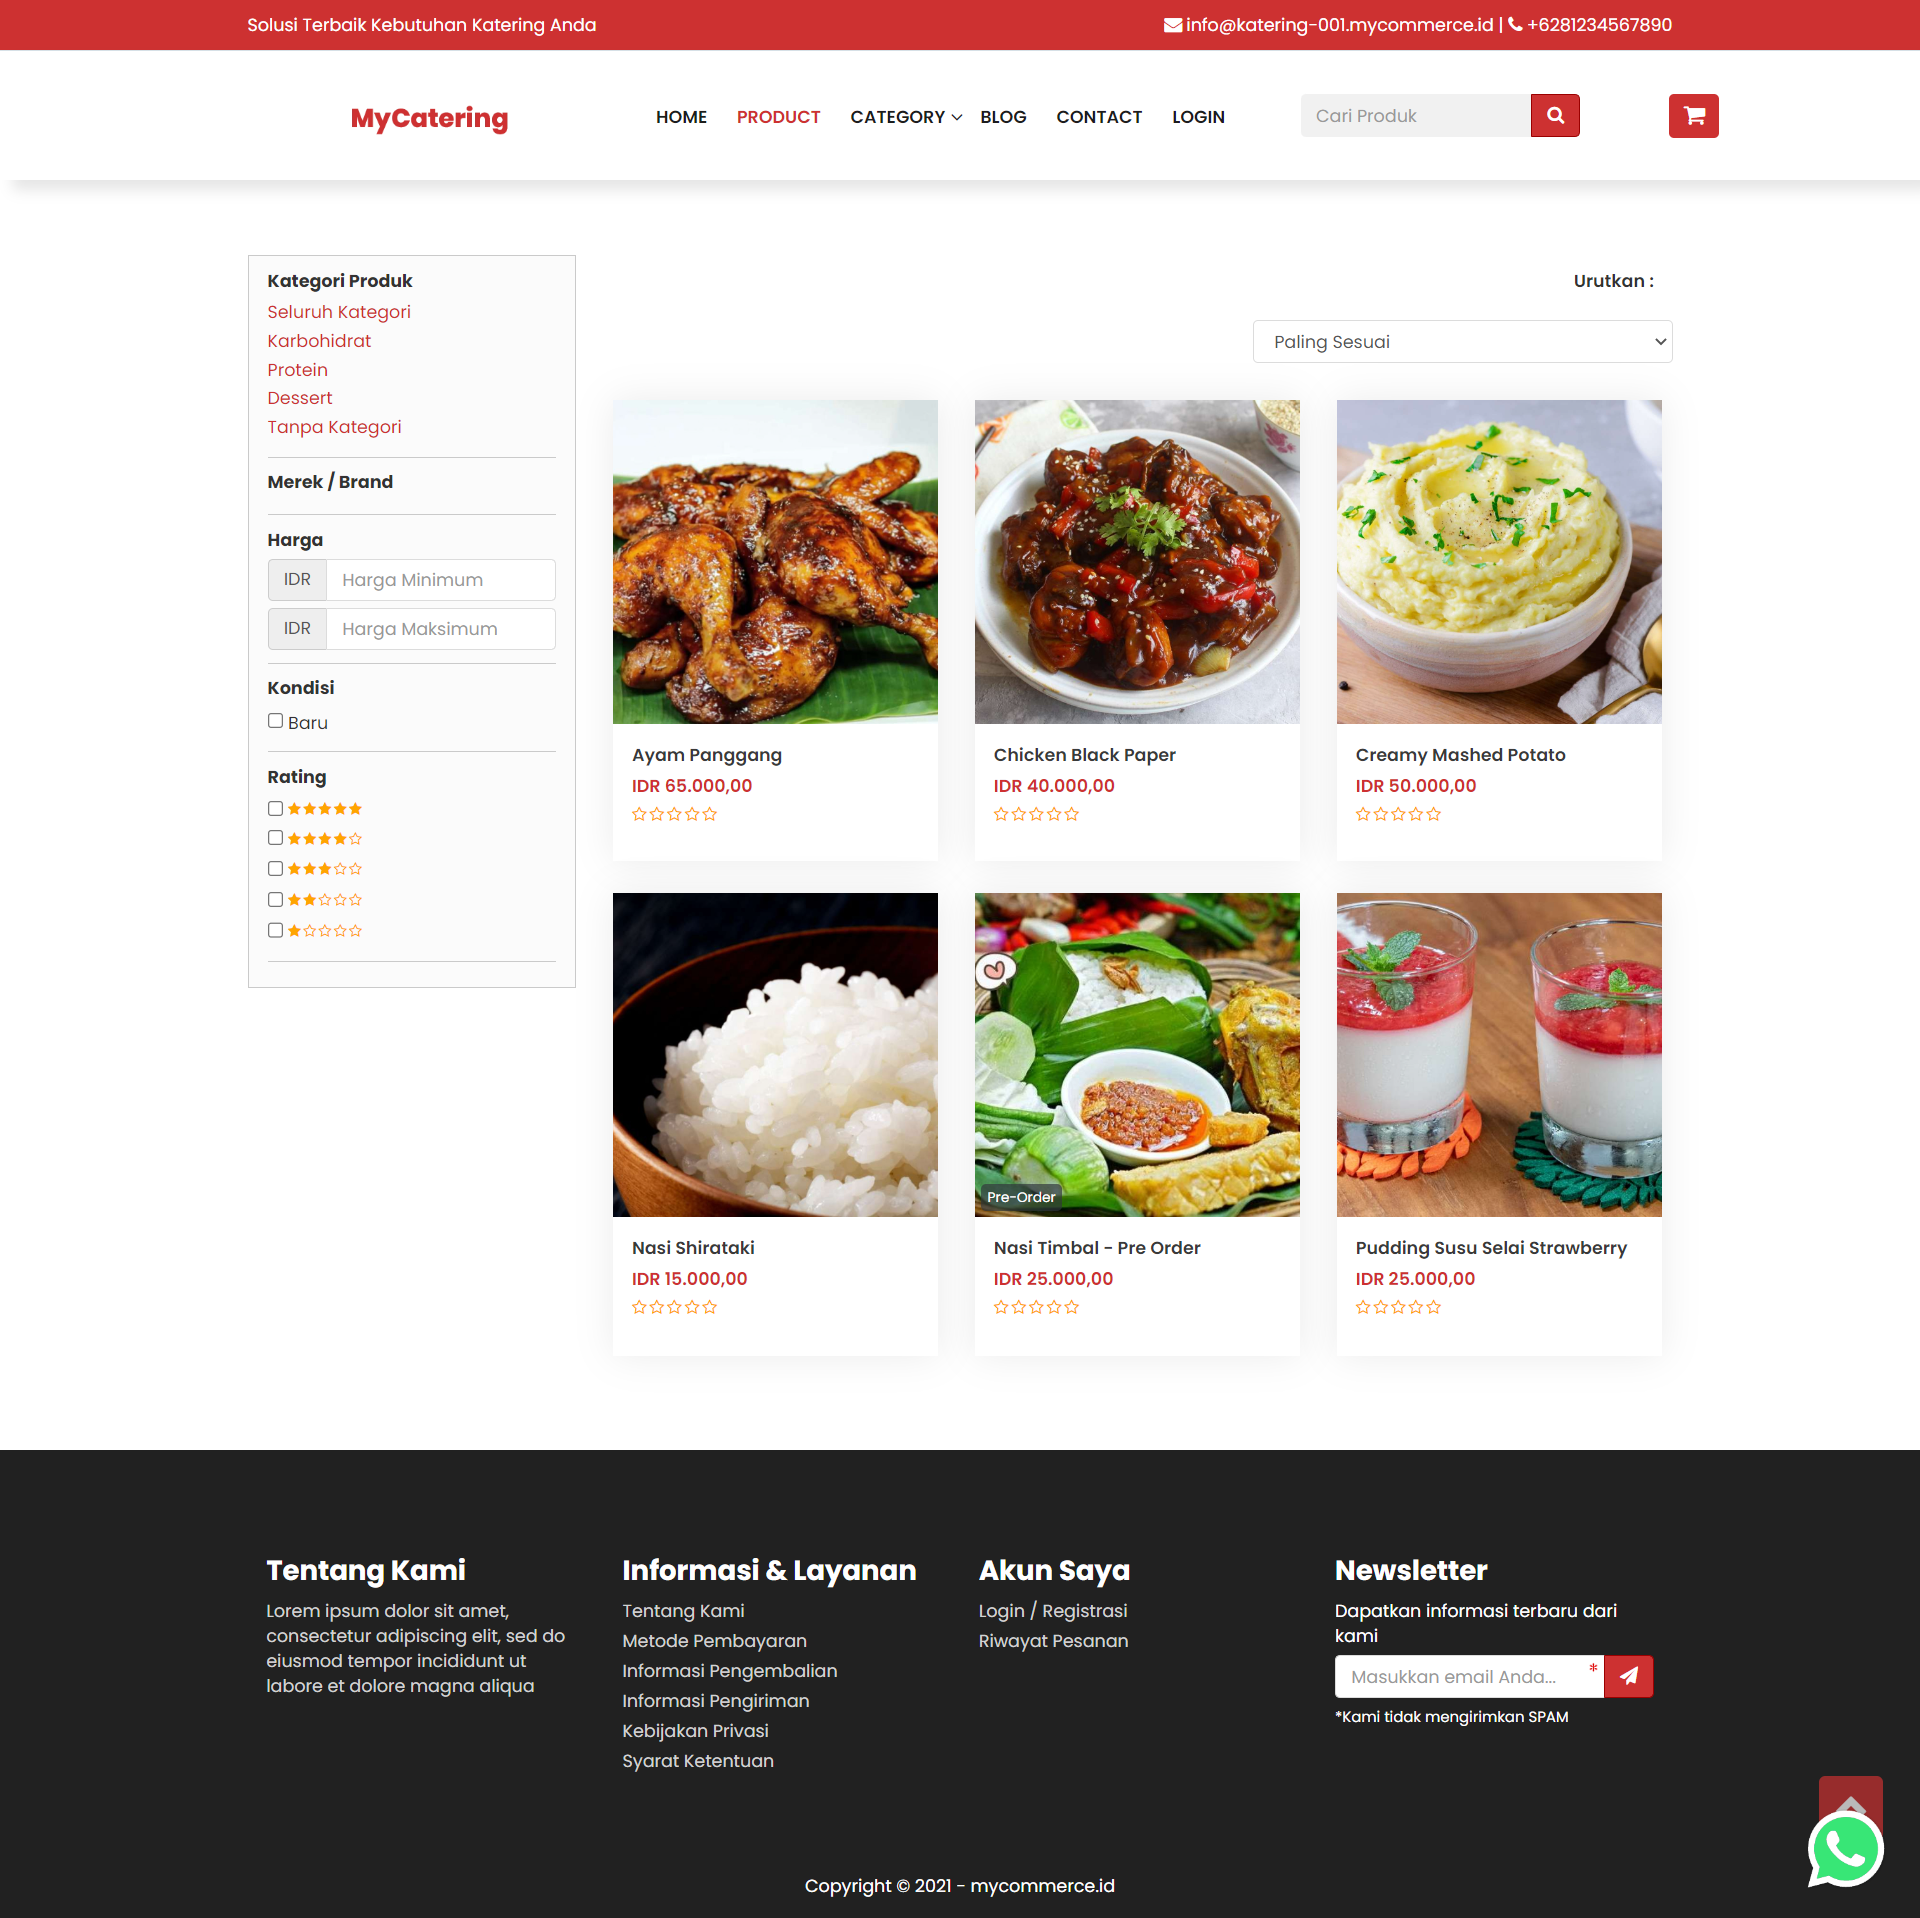 Solusi Terbaik Kebutuhan Katering Anda
info@katering-001.mycommerce.id | +6281234567890
MyCatering
HOME PRODUCT CATEGORY BLOG CONTACT LOGIN
Cari Produk
Kategori Produk
Seluruh Kategori
Karbohidrat
Protein
Dessert
Tanpa Kategori
Merek / Brand
Harga
IDR Harga Minimum
IDR Harga Maksimum
Kondisi
Baru
Rating
Urutkan :
Paling Sesuai
Ayam Panggang
IDR 65.000,00
Chicken Black Paper
IDR 40.000,00
Creamy Mashed Potato
IDR 50.000,00
Nasi Shirataki
IDR 15.000,00
Pre-Order
Nasi Timbal - Pre Order
IDR 25.000,00
Pudding Susu Selai Strawberry
IDR 25.000,00
Tentang Kami
Lorem ipsum dolor sit amet,
consectetur adipiscing elit, sed do
eiusmod tempor incididunt ut
labore et dolore magna aliqua
Informasi & Layanan
Tentang Kami
Metode Pembayaran
Informasi Pengembalian
Informasi Pengiriman
Kebijakan Privasi
Syarat Ketentuan
Akun Saya
Login / Registrasi
Riwayat Pesanan
Newsletter
Dapatkan informasi terbaru dari
kami
Masukkan email Anda... *
*Kami tidak mengirimkan SPAM
Copyright © 2021 - mycommerce.id